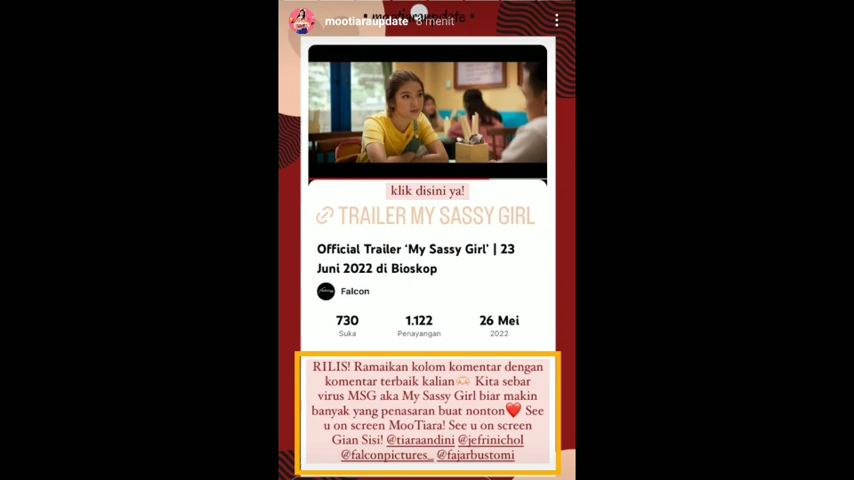 • mootiaraupdate •
mootiaraupdate 8 menit
klik disini ya!
TRAILER MY SASSY GIRL
Official Trailer ‘My Sassy Girl’ | 23
Juni 2022 di Bioskop
Falcon
730 1.122 26 Mei
Suka Penayangan 2022
RILIS! Ramaikan kolom komentar dengan
komentar terbaik kalian🫶🏻 Kita sebar
virus MSG aka My Sassy Girl biar makin
banyak yang penasaran buat nonton❤️ See
u on screen MooTiara! See u on screen
Gian Sisi! @tiaraandini @jefrinichol
@falconpictures_ @fajarbustomi